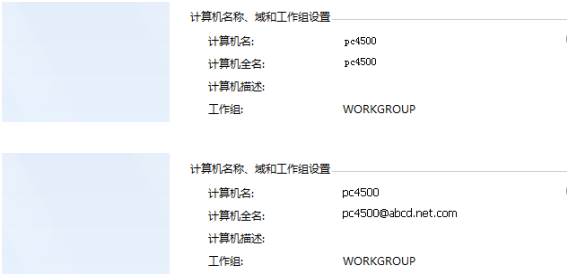 计算机名称、域和工作组设置
计算机名: pc4500
计算机全名: pc4500
计算机描述:
工作组: WORKGROUP
计算机名称、域和工作组设置
计算机名: pc4500
计算机全名: pc4500@abcd.net.com
计算机描述:
工作组: WORKGROUP